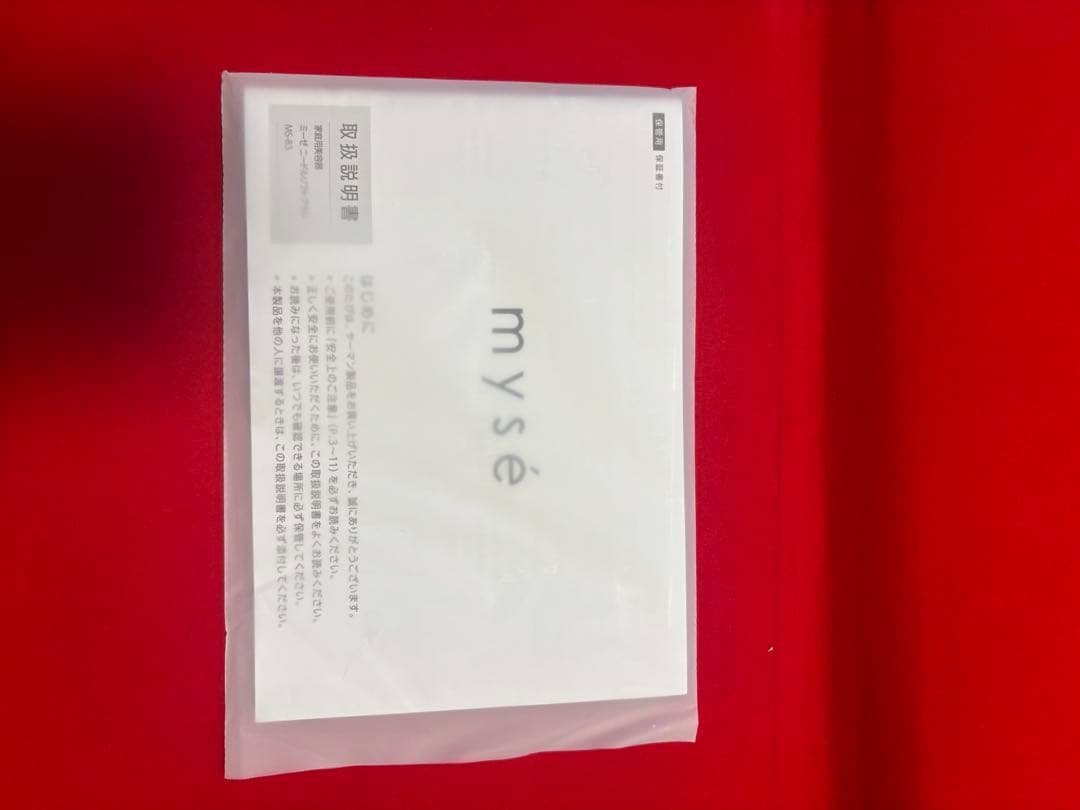 保管用 保証書付
mysé
取扱説明書
家庭用美容器
ミーゼ ニードルリフト
MS-83
はじめに
このたびは、ヤーマン製品をお買い上げいただき、誠にありがとうございます。
• ご使用前に「安全上のご注意」(P.3〜11)を必ずお読みください。
• 正しく安全にお使いいただくために、この取扱説明書をよくお読みください。
• お読みになった後は、いつでも確認できる場所に必ず保管してください。
• 本製品を他の人に譲渡するときは、この取扱説明書を必ず添付してください。